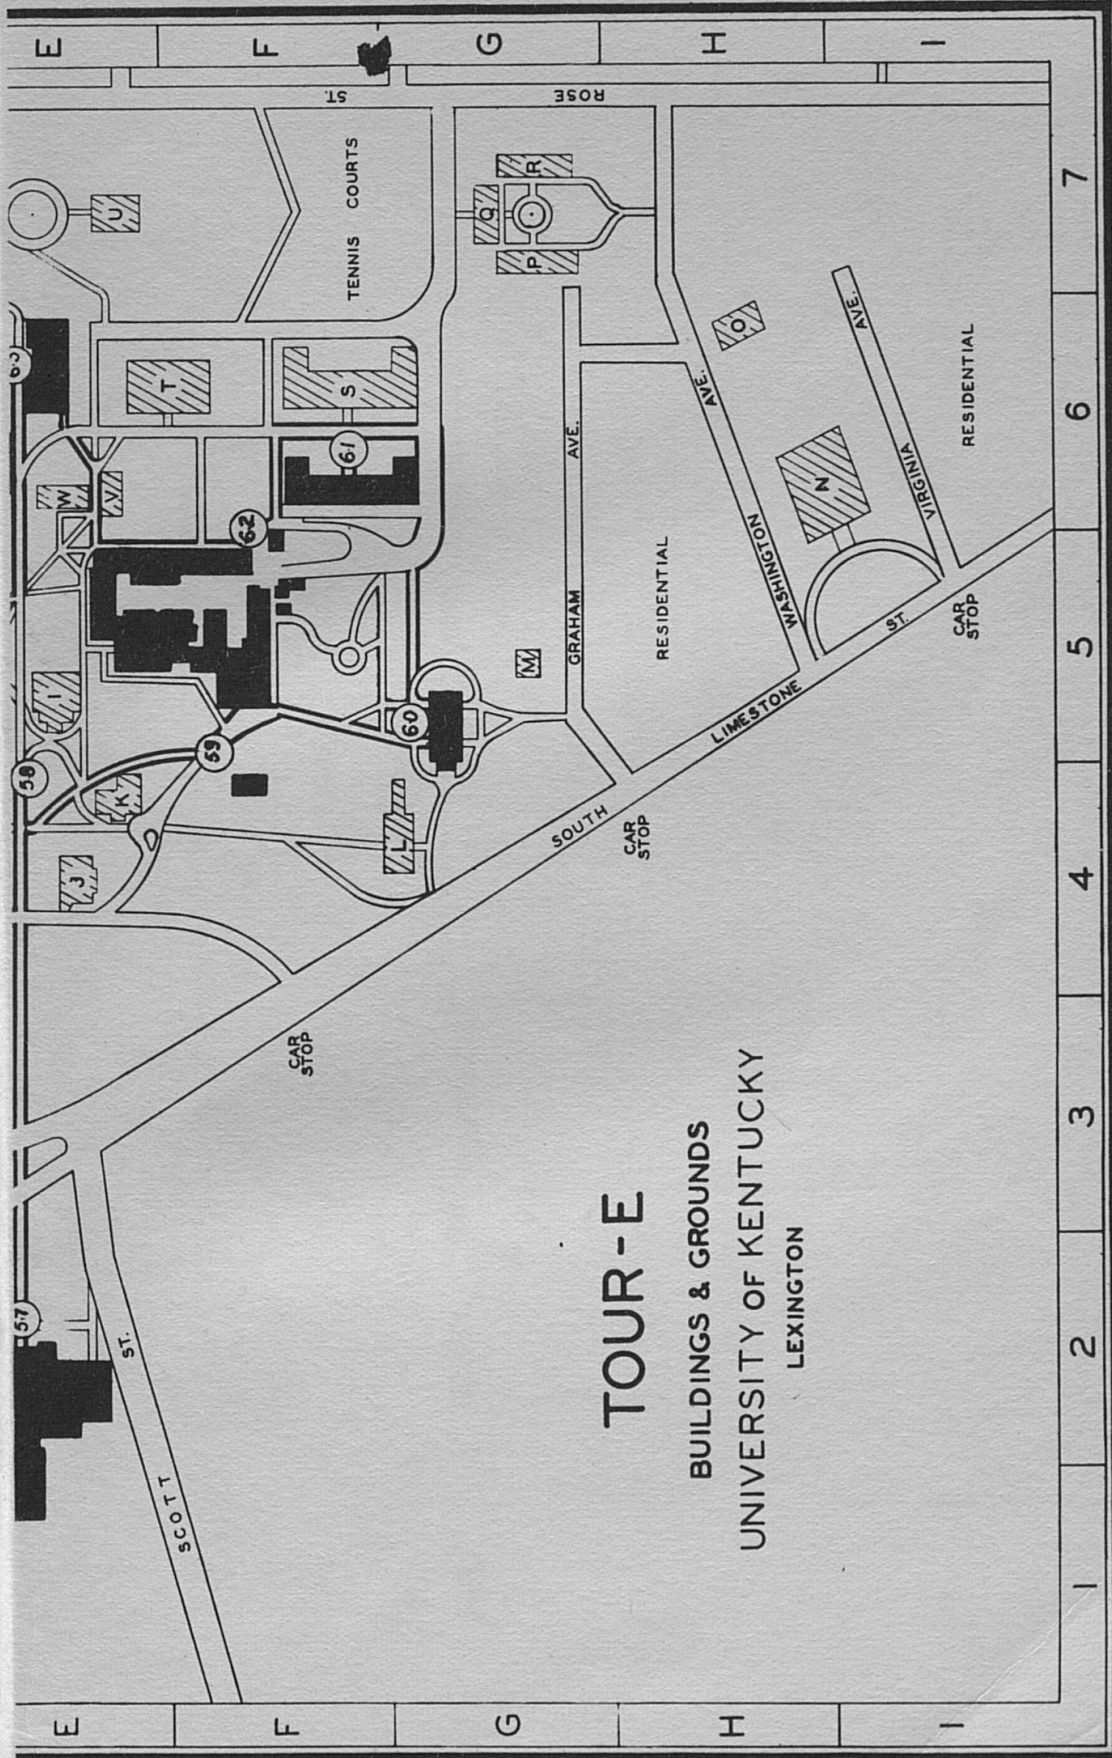 TOUR-E
BUILDINGS & GROUNDS
UNIVERSITY OF KENTUCKY
LEXINGTON
E
F
G
H
I
7
6
5
4
3
2
1
E
F
G
H
I
ROSE
ST.
TENNIS COURTS
U
R
Q
P
O
T
S
61
62
W
V
N
I
M
58
59
60
K
L
J
57
GRAHAM AVE.
WASHINGTON AVE.
VIRGINIA AVE.
RESIDENTIAL
RESIDENTIAL
SOUTH LIMESTONE ST.
CAR
STOP
CAR
STOP
CAR
STOP
SCOTT ST.